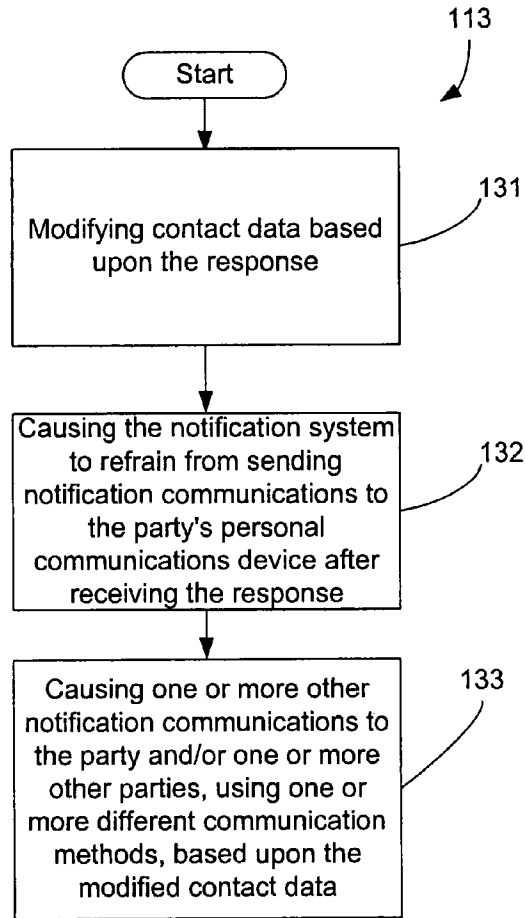 113
Start
131
Modifying contact data based
upon the response
132
Causing the notification system
to refrain from sending
notification communications to
the party's personal
communications device after
receiving the response
133
Causing one or more other
notification communications to
the party and/or one or more
other parties, using one or
more different communication
methods, based upon the
modified contact data